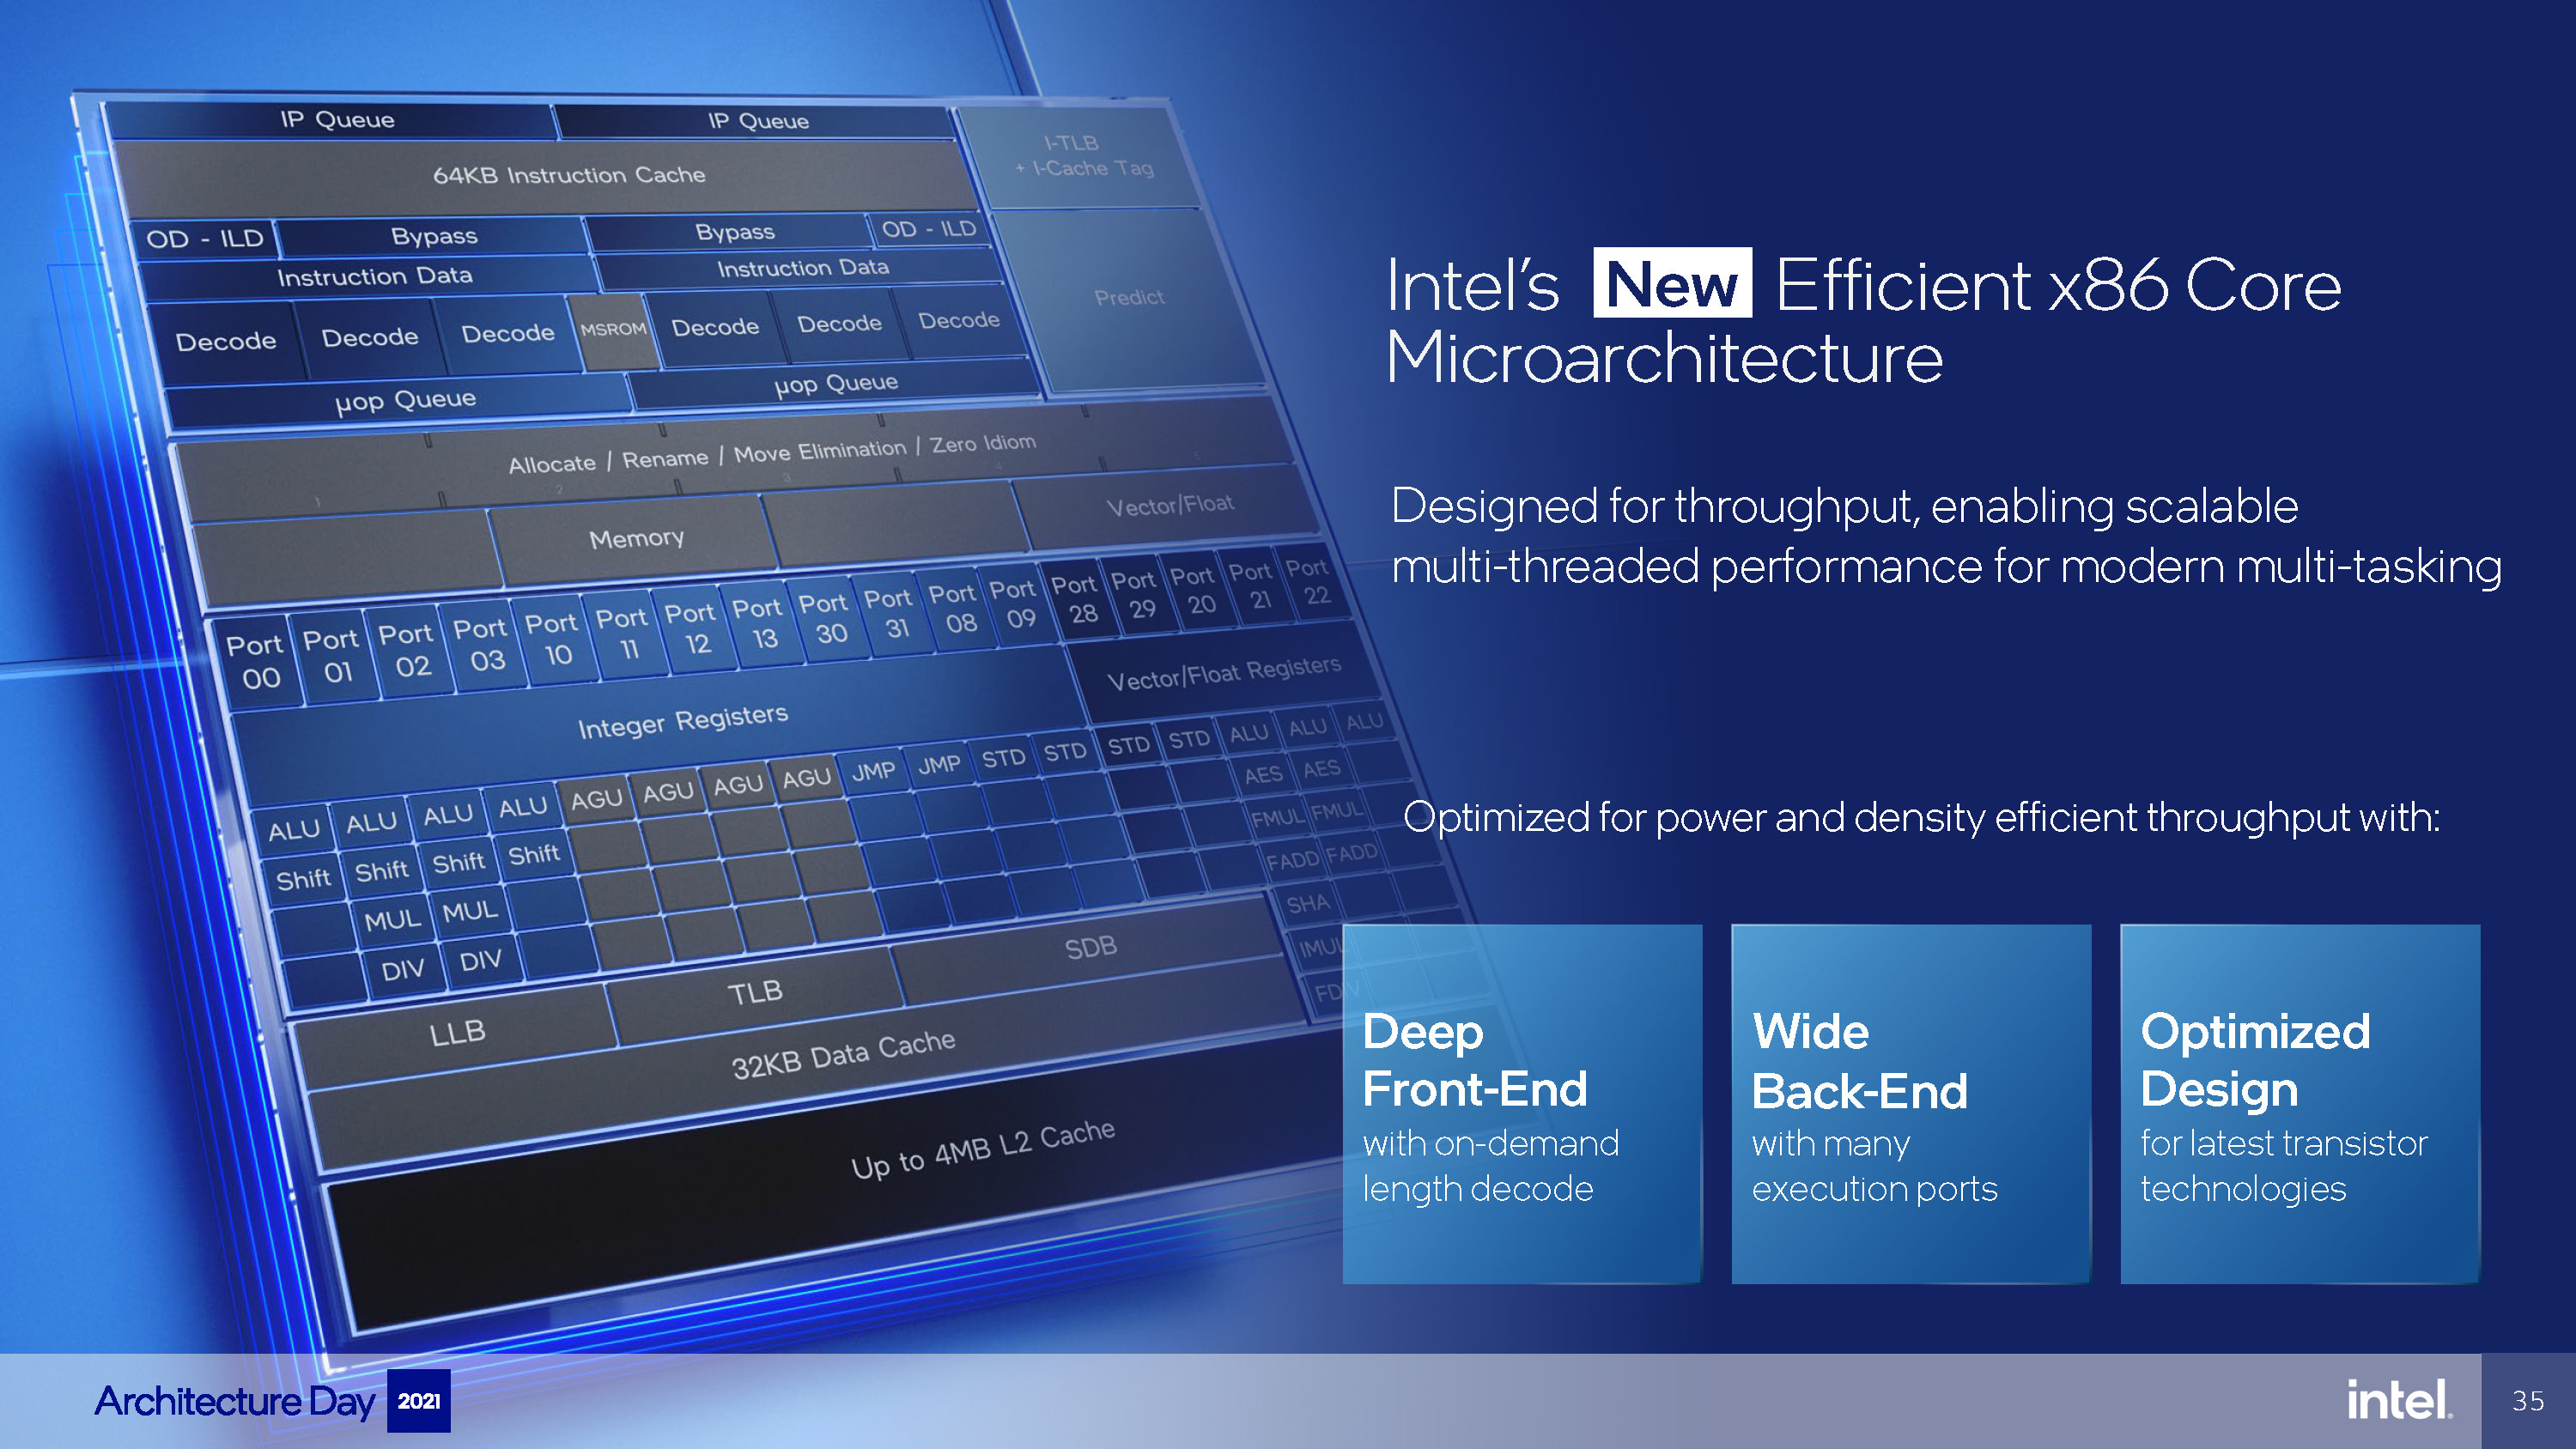 IP Queue IP Queue
I-TLB
+ I-Cache Tag
64KB Instruction Cache
OD - ILD Bypass Bypass OD - ILD
Instruction Data Instruction Data
Predict
Decode Decode Decode MSROM Decode Decode Decode
μop Queue μop Queue
Allocate / Rename / Move Elimination / Zero Idiom
1 2 3 4 5
Memory Vector/Float
Port 00 Port 01 Port 02 Port 03 Port 10 Port 11 Port 12 Port 13 Port 30 Port 31 Port 08 Port 09 Port 28 Port 29 Port 20 Port 21 Port 22
Integer Registers Vector/Float Registers
ALU ALU ALU ALU AGU AGU AGU AGU JMP JMP STD STD STD STD ALU ALU ALU
AES AES
Shift Shift Shift Shift FMUL FMUL
MUL MUL FADD FADD
DIV DIV SHA
IMUL
FDIV
LLB TLB SDB
32KB Data Cache
Up to 4MB L2 Cache
Intel's New Efficient x86 Core
Microarchitecture
Designed for throughput, enabling scalable
multi-threaded performance for modern multi-tasking
Optimized for power and density efficient throughput with:
Deep
Front-End
with on-demand
length decode
Wide
Back-End
with many
execution ports
Optimized
Design
for latest transistor
technologies
Architecture Day 2021
intel.
35